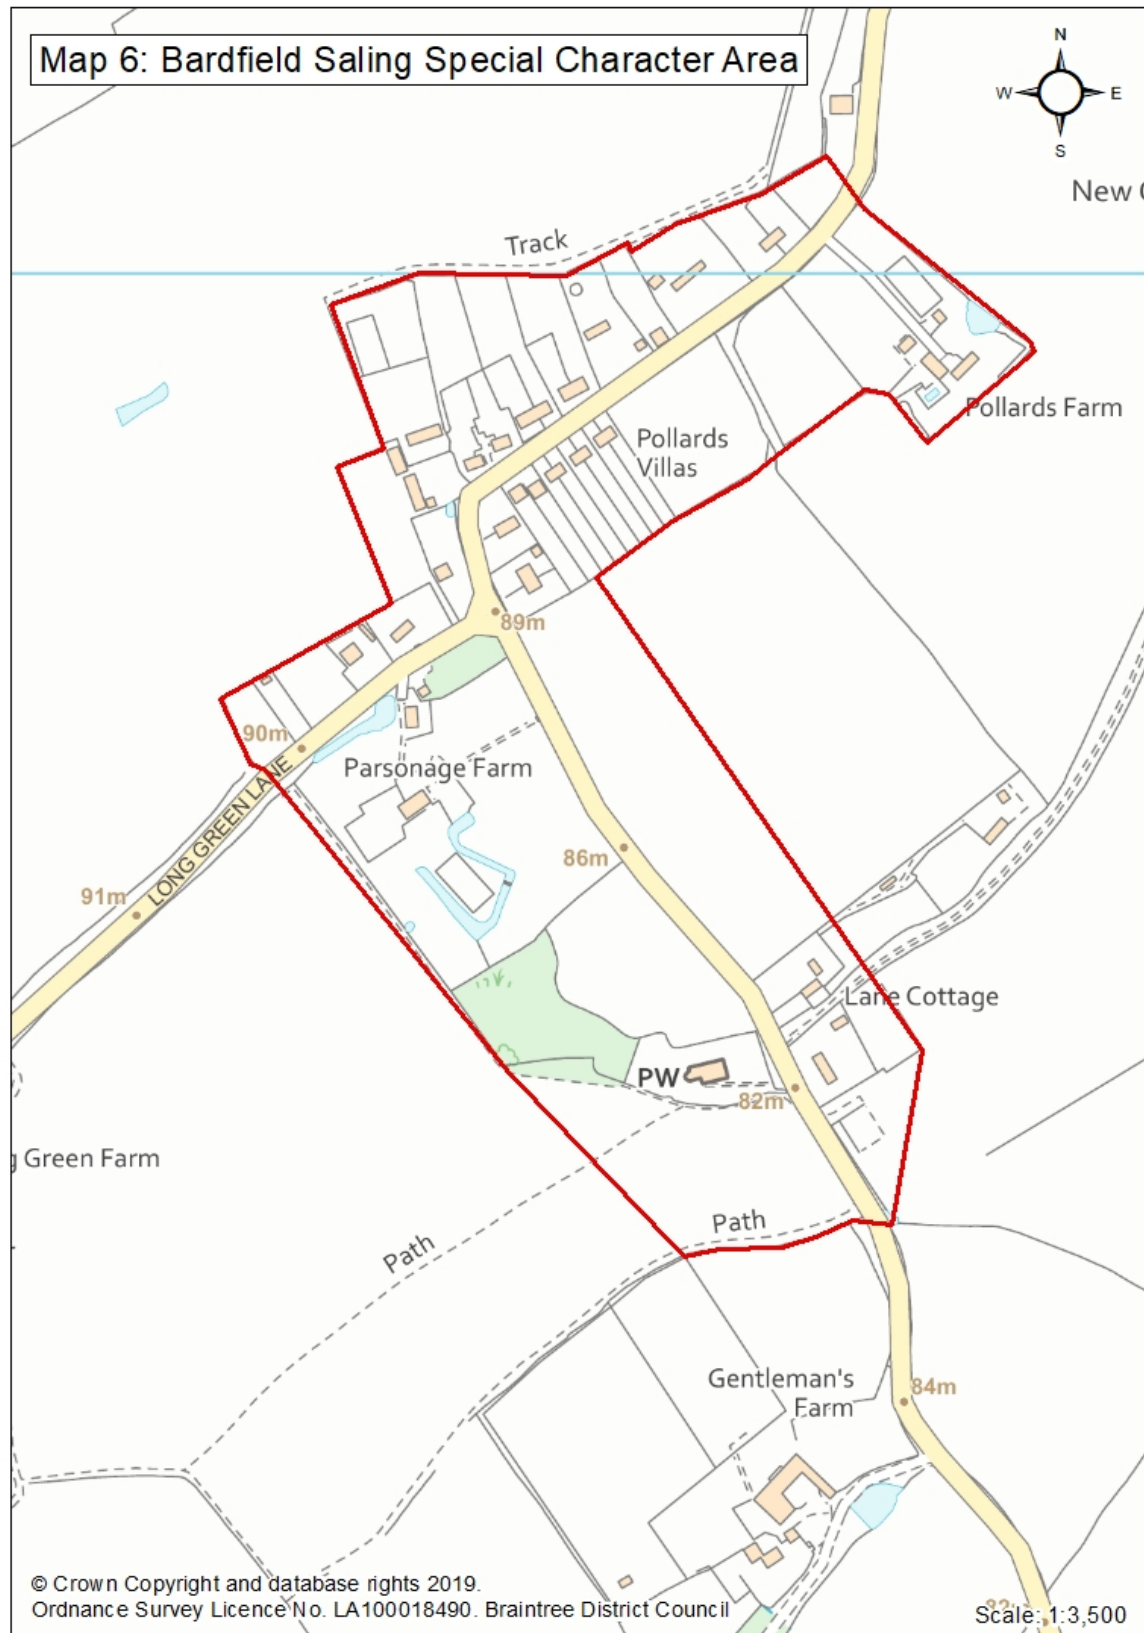 Map 6: Bardfield Saling Special Character Area
N
W
E
S
New
Track
Pollards Farm
Pollards
Villas
89m
90m
Parsonage Farm
LONG GREEN LANE
86m
91m
Lane Cottage
PW
82m
Green Farm
Path
Path
Gentleman's
Farm
84m
© Crown Copyright and database rights 2019.
Ordnance Survey Licence No. LA100018490. Braintree District Council
Scale: 1:3,500